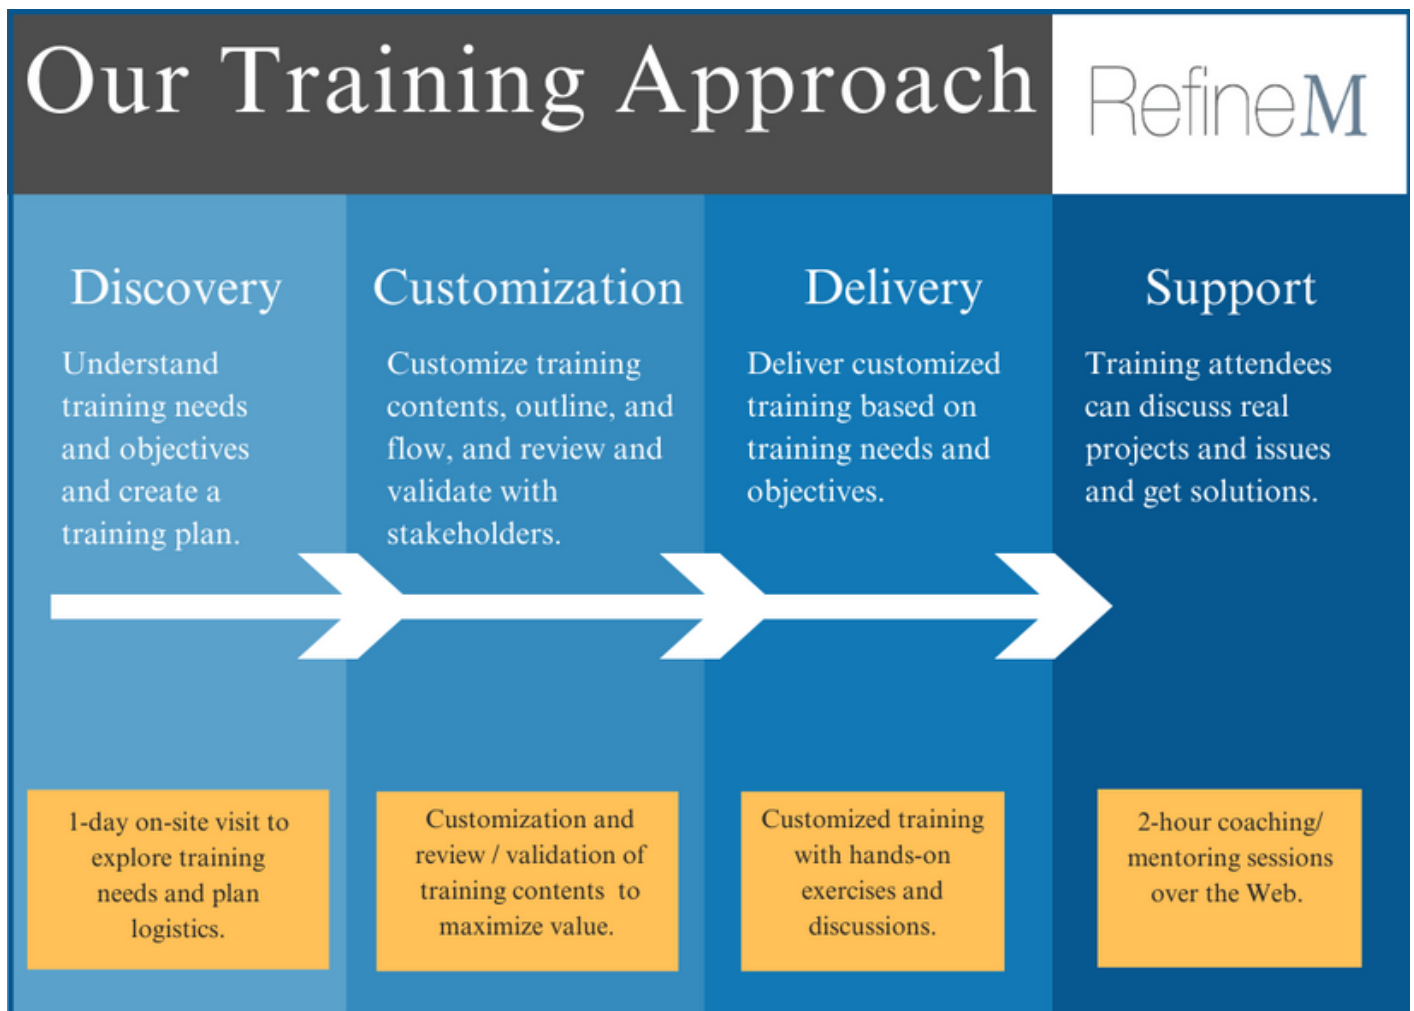 Our Training Approach
RefineM
Discovery
Understand
training needs
and objectives
and create a
training plan.
Customization
Customize training
contents, outline, and
flow, and review and
validate with
stakeholders.
Delivery
Deliver customized
training based on
training needs and
objectives.
Support
Training attendees
can discuss real
projects and issues
and get solutions.
1-day on-site visit to
explore training
needs and plan
logistics.
Customization and
review / validation of
training contents to
maximize value.
Customized training
with hands-on
exercises and
discussions.
2-hour coaching/
mentoring sessions
over the Web.